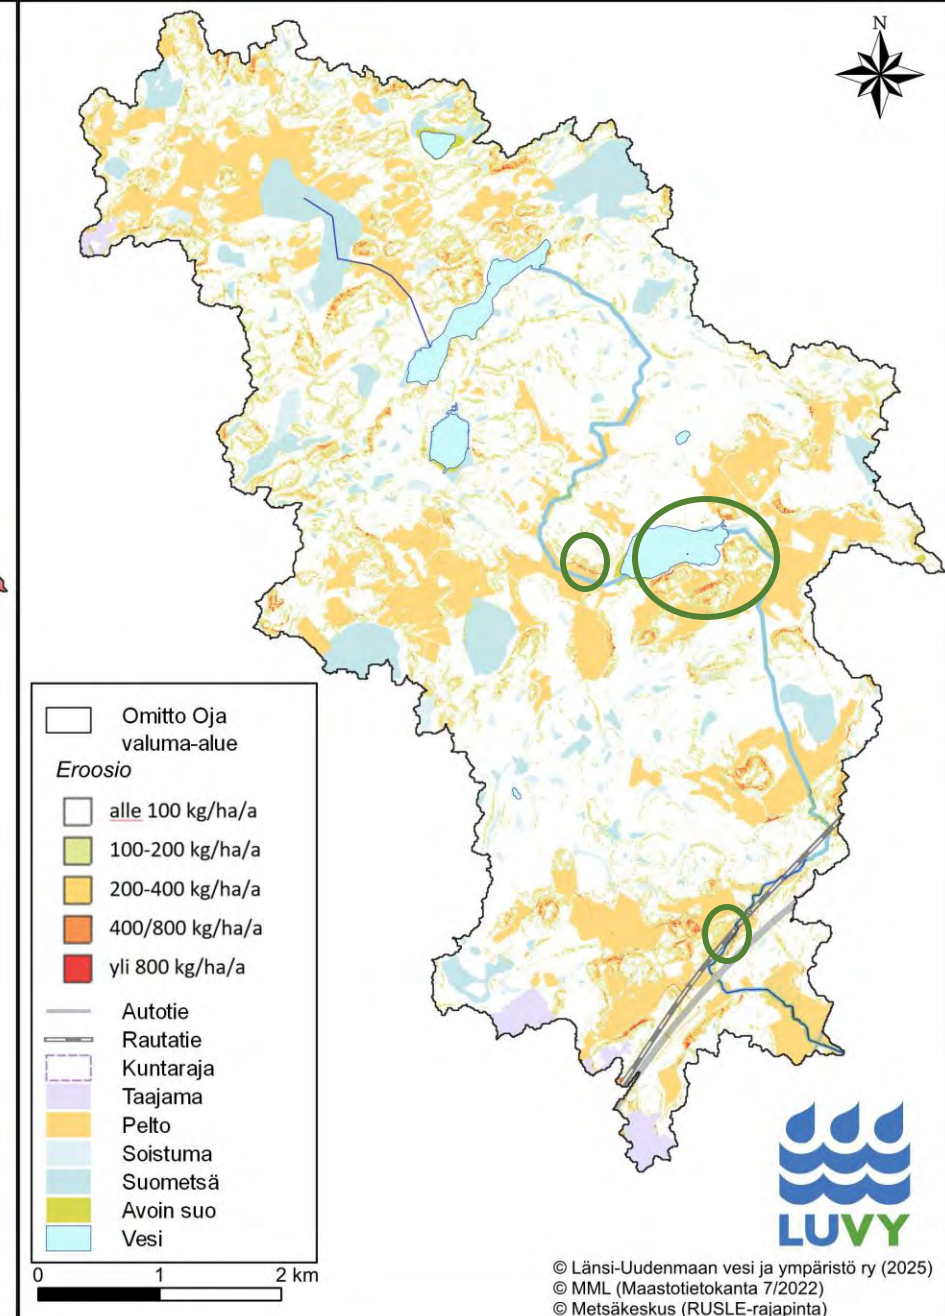 N
Omitto Oja
valuma-alue
Eroosio
alle 100 kg/ha/a
100-200 kg/ha/a
200-400 kg/ha/a
400/800 kg/ha/a
yli 800 kg/ha/a
Autotie
Rautatie
Kuntaraja
Taajama
Pelto
Soistuma
Suometsä
Avoin suo
Vesi
0 1 2 km
LUVY
© Länsi-Uudenmaan vesi ja ympäristö ry (2025)
© MML (Maastotietokanta 7/2022)
© Metsäkeskus (RUSLE-rajapinta)